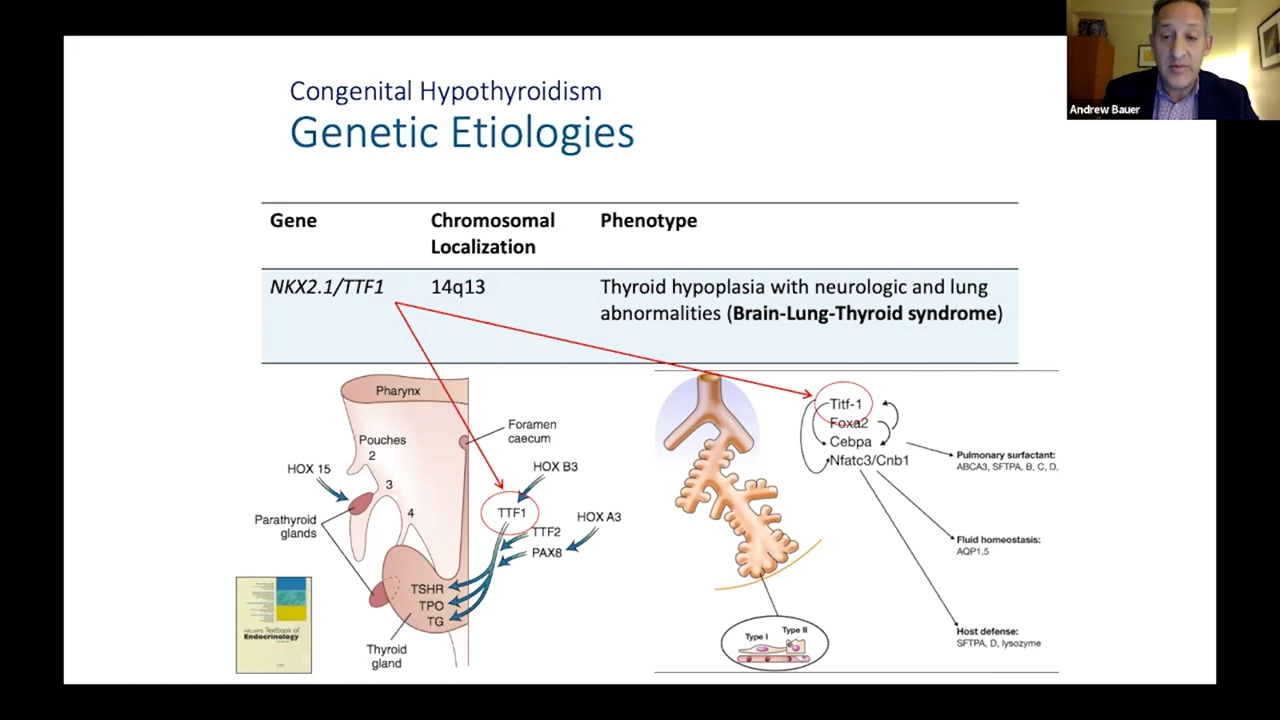 Andrew Bauer
Congenital Hypothyroidism
Genetic Etiologies
Gene
Chromosomal
Localization
Phenotype
NKX2.1/TTF1
14q13
Thyroid hypoplasia with neurologic and lung
abnormalities (Brain-Lung-Thyroid syndrome)
Pharynx
Pouches
2
3
4
Foramen
caecum
HOX 15
HOX B3
TTF1
HOX A3
TTF2
PAX8
Parathyroid
glands
TSHR
TPO
TG
Thyroid
gland
Textbook of
Endocrinology
Titf-1
Foxa2
Cebpa
Nfatc3/Cnb1
Pulmonary surfactant:
ABCA3, SFTPA, B, C, D,
Fluid homeostasis:
AQP1,5
Host defense:
SFTPA, D, lysozyme
Type I
Type II